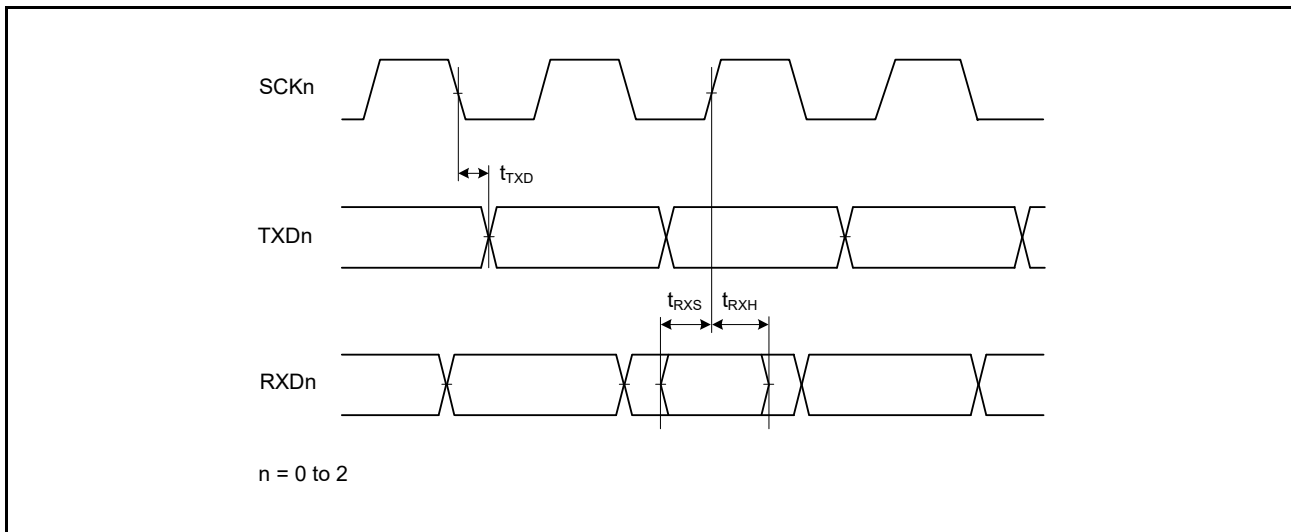 SCKn
tTXD
TXDn
tRXS tRXH
RXDn
n = 0 to 2